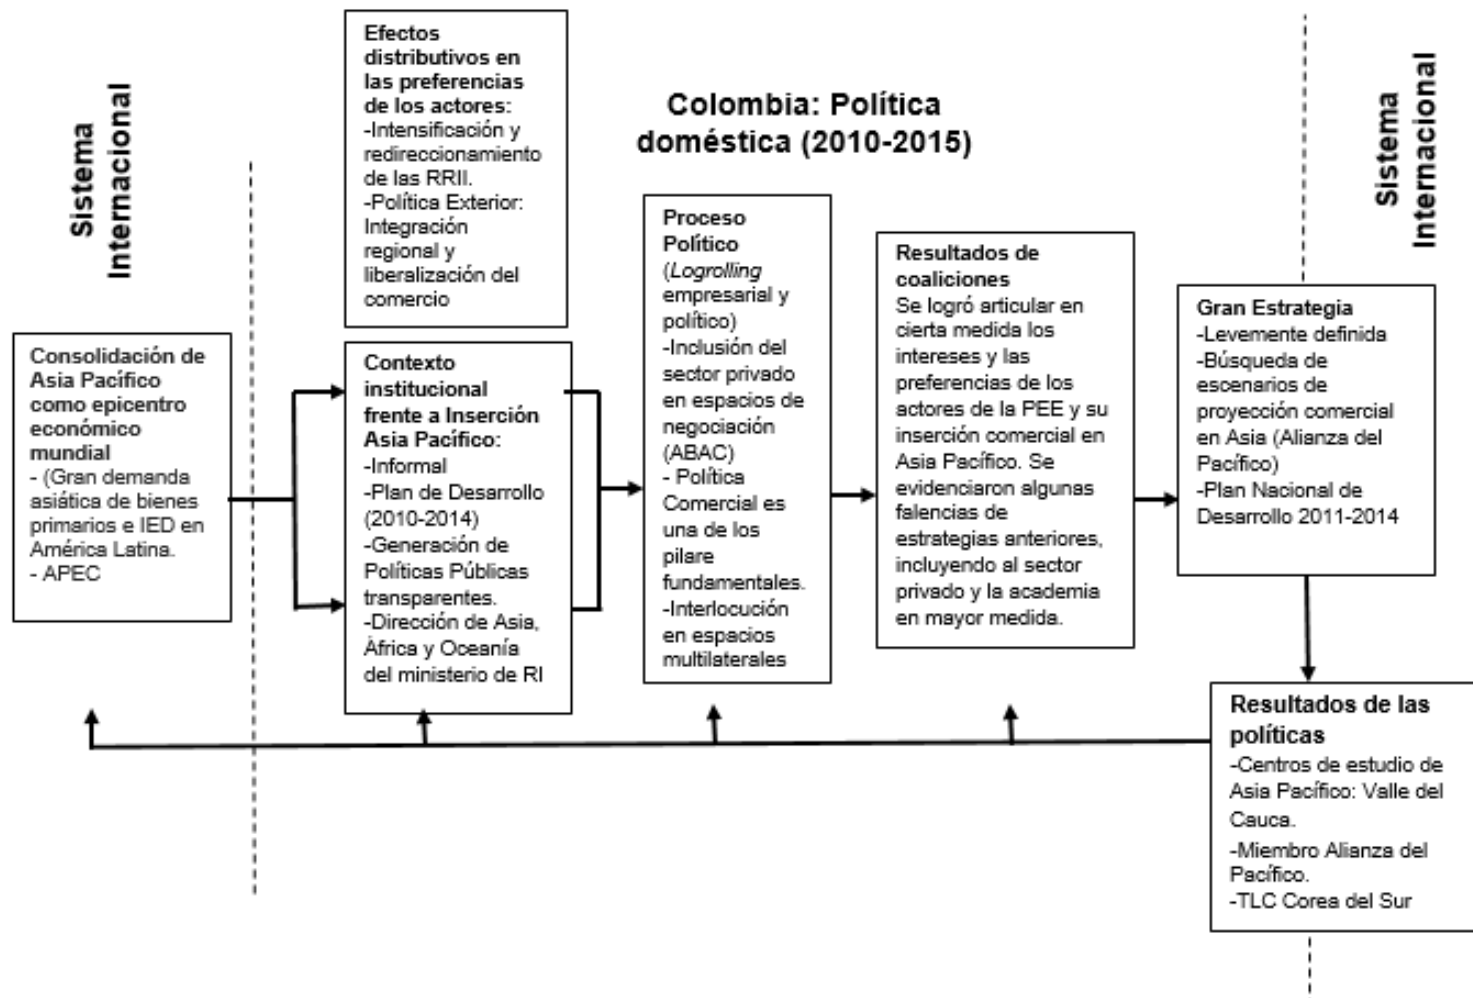 Sistema
Internacional
Consolidación de
Asia Pacífico
como epicentro
económico
mundial
- (Gran demanda
asiática de bienes
primarios e IED en
América Latina.
- APEC
Efectos
distributivos en
las preferencias
de los actores:
-Intensificación y
redireccionamiento
de las RRII.
-Política Exterior:
Integración
regional y
liberalización del
comercio
Contexto
institucional
frente a Inserción
Asia Pacífico:
-Informal
-Plan de Desarrollo
(2010-2014)
-Generación de
Políticas Públicas
transparentes.
-Dirección de Asia,
África y Oceanía
del ministerio de RI
Colombia: Política
doméstica (2010-2015)
Proceso
Político
(Logrolling
empresarial y
político)
-Inclusión del
sector privado
en espacios de
negociación
(ABAC)
- Política
Comercial es
una de los
pilare
fundamentales.
-Interlocución
en espacios
multilaterales
Resultados de
coaliciones
Se logró articular en
cierta medida los
intereses y las
preferencias de los
actores de la PEE y su
inserción comercial en
Asia Pacífico. Se
evidenciaron algunas
falencias de
estrategias anteriores,
incluyendo al sector
privado y la academia
en mayor medida.
Sistema
Internacional
Gran Estrategia
-Levemente definida
-Búsqueda de
escenarios de
proyección comercial
en Asia (Alianza del
Pacífico)
-Plan Nacional de
Desarrollo 2011-2014
Resultados de las
políticas
-Centros de estudio de
Asia Pacífico: Valle del
Cauca.
-Miembro Alianza del
Pacífico.
-TLC Corea del Sur